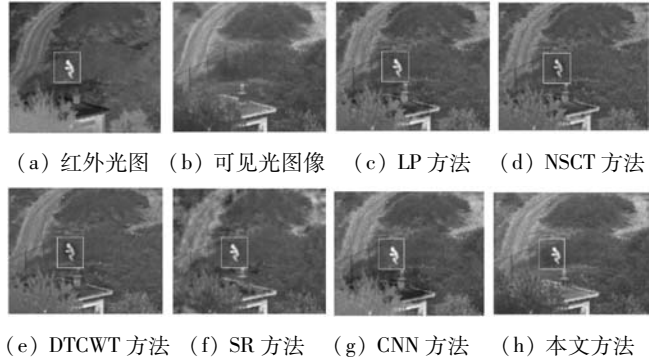 (a) 红外光图 (b) 可见光图像 (c) LP 方法 (d) NSCT 方法
(e) DTCWT 方法 (f) SR 方法 (g) CNN 方法 (h) 本文方法